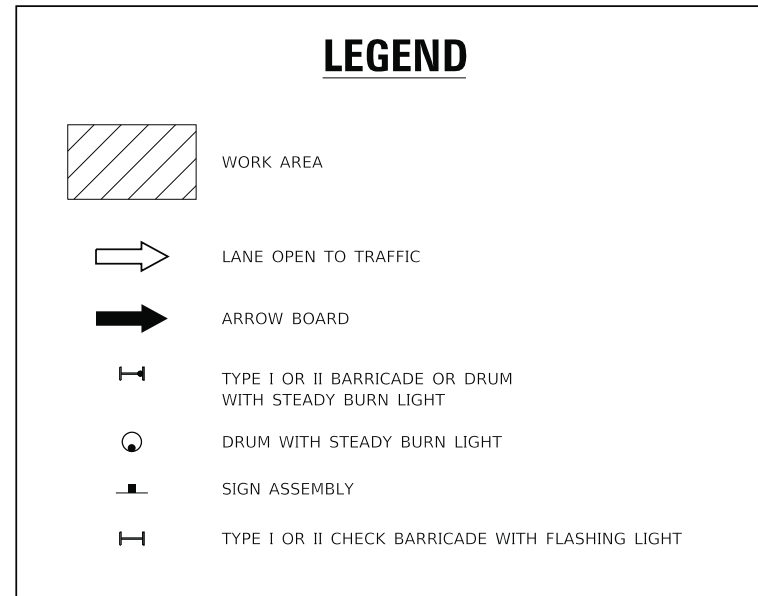 LEGEND
WORK AREA
LANE OPEN TO TRAFFIC
ARROW BOARD
TYPE I OR II BARRICADE OR DRUM
WITH STEADY BURN LIGHT
DRUM WITH STEADY BURN LIGHT
SIGN ASSEMBLY
TYPE I OR II CHECK BARRICADE WITH FLASHING LIGHT